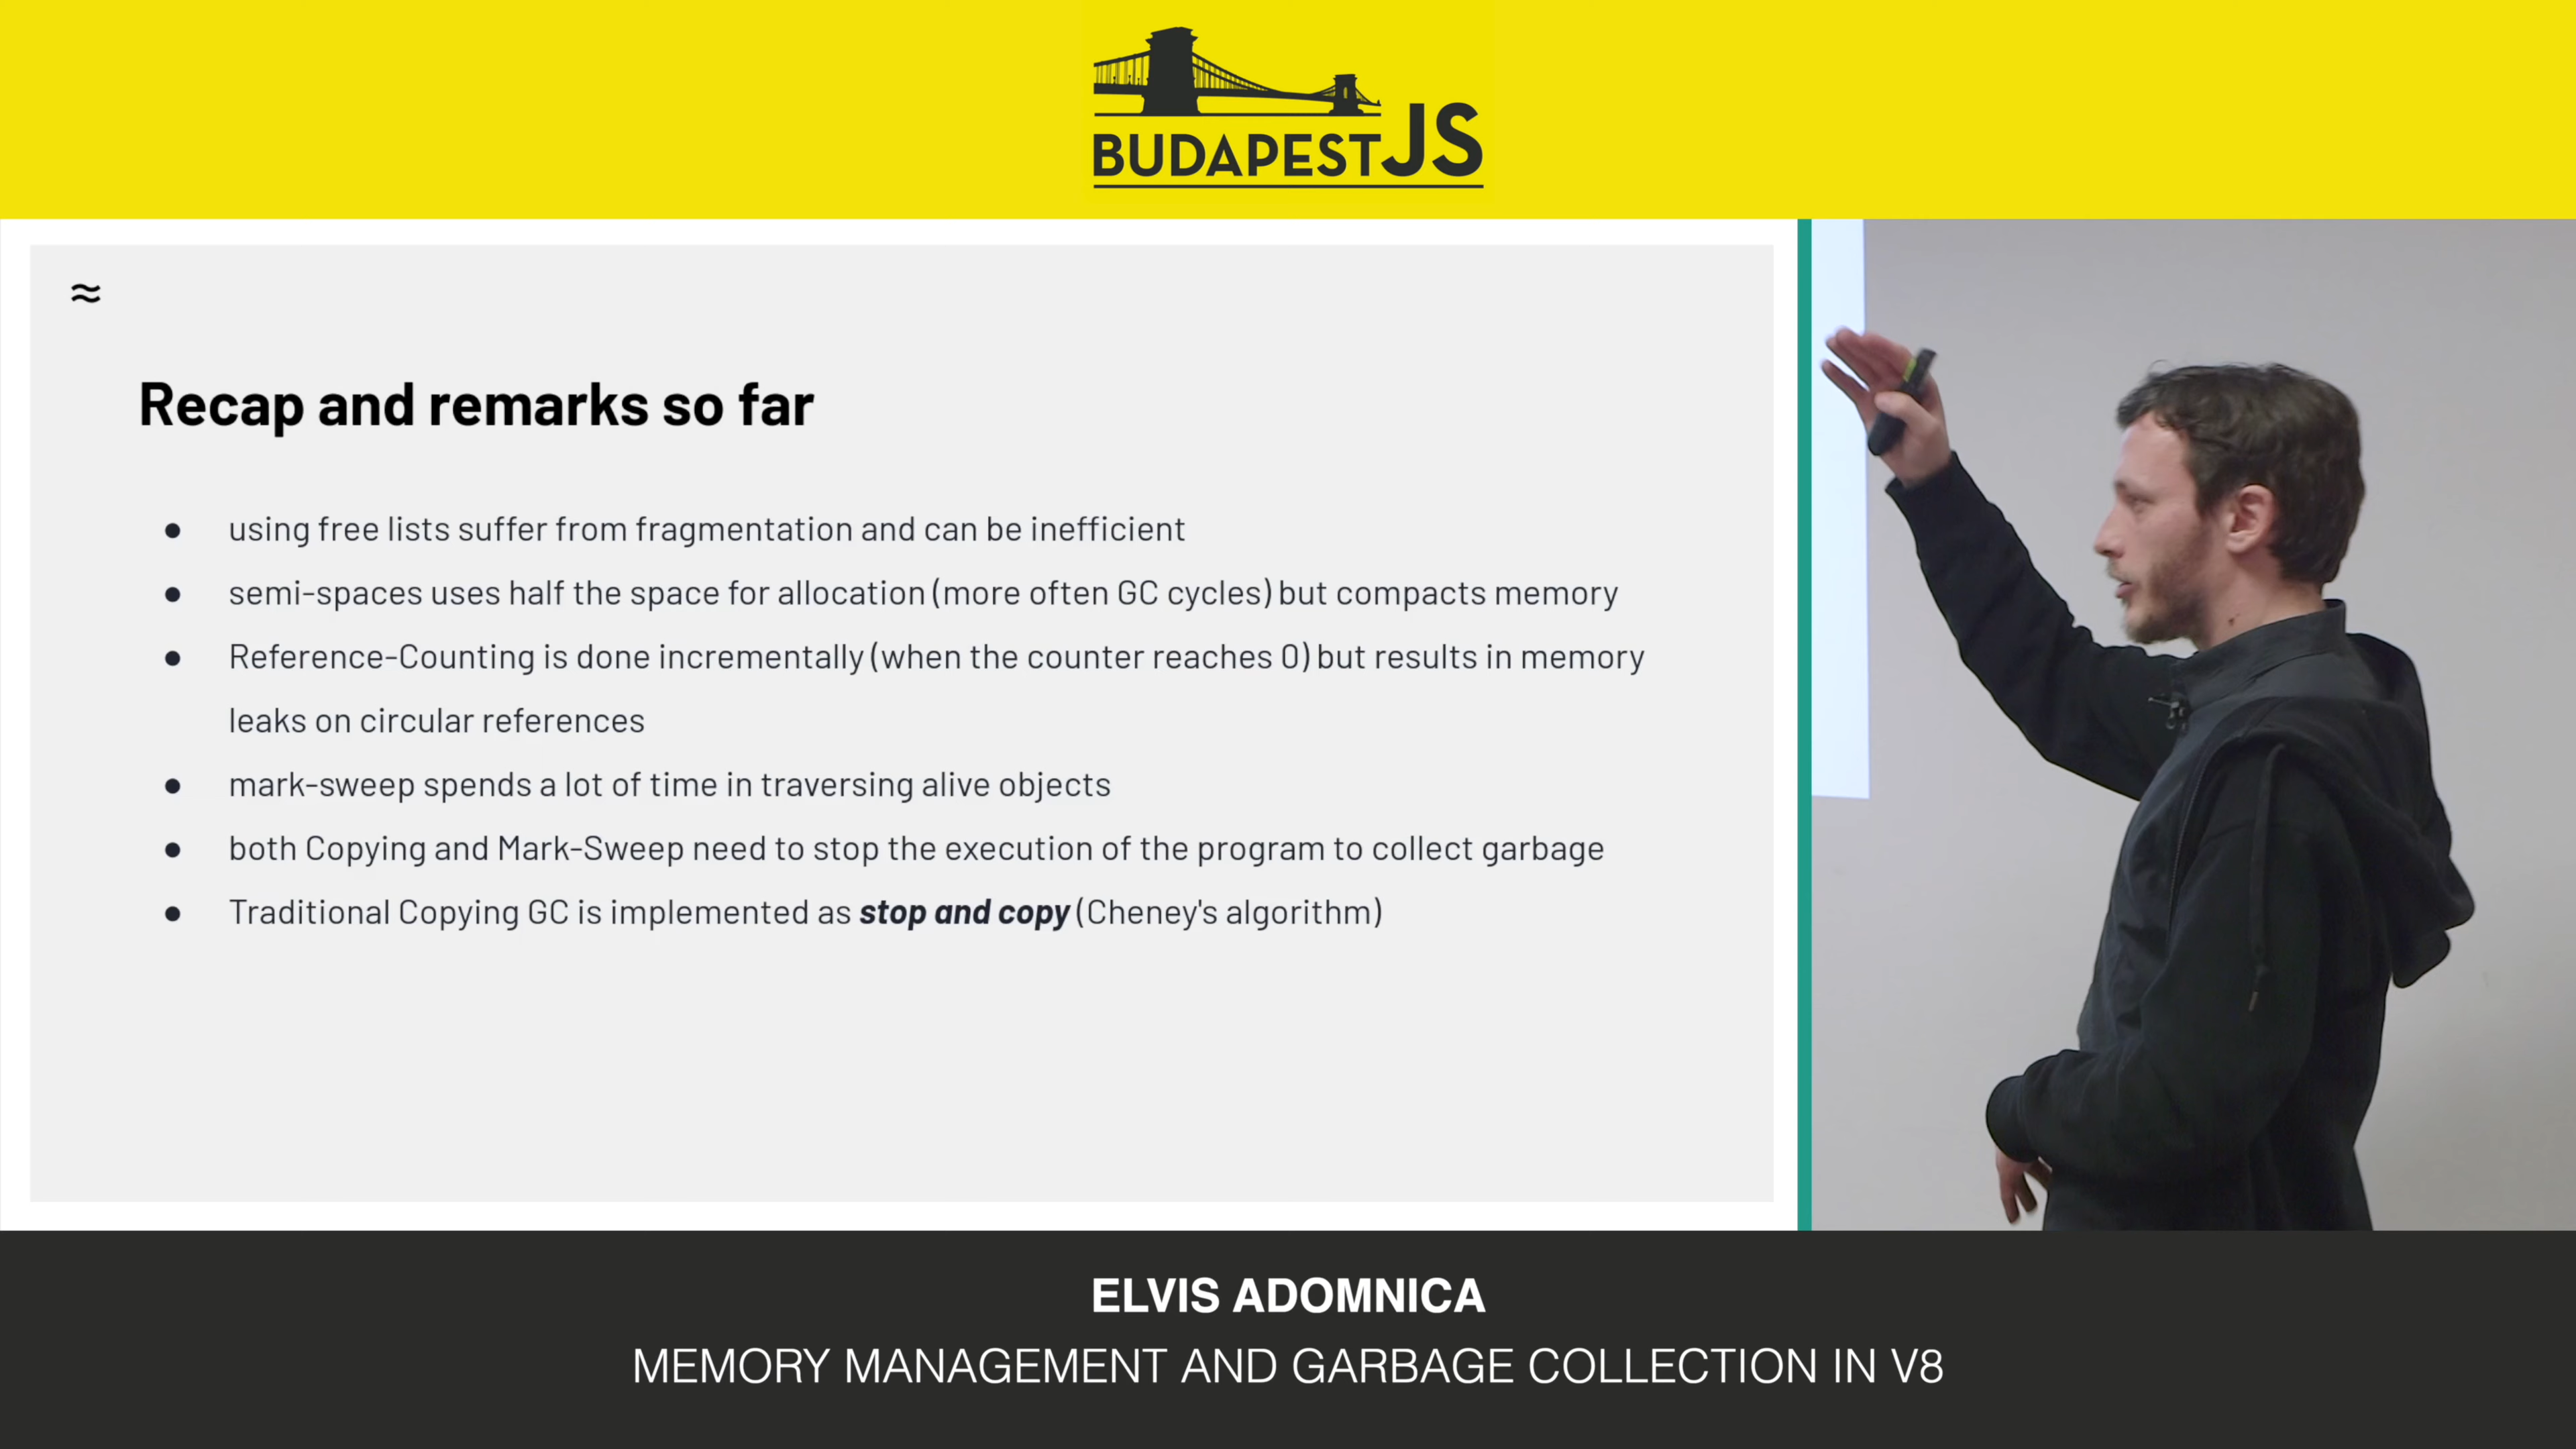 BUDAPESTJS
≈
Recap and remarks so far
● using free lists suffer from fragmentation and can be inefficient
● semi-spaces uses half the space for allocation (more often GC cycles) but compacts memory
● Reference-Counting is done incrementally (when the counter reaches 0) but results in memory
leaks on circular references
● mark-sweep spends a lot of time in traversing alive objects
● both Copying and Mark-Sweep need to stop the execution of the program to collect garbage
● Traditional Copying GC is implemented as stop and copy (Cheney's algorithm)
ELVIS ADOMNICA
MEMORY MANAGEMENT AND GARBAGE COLLECTION IN V8